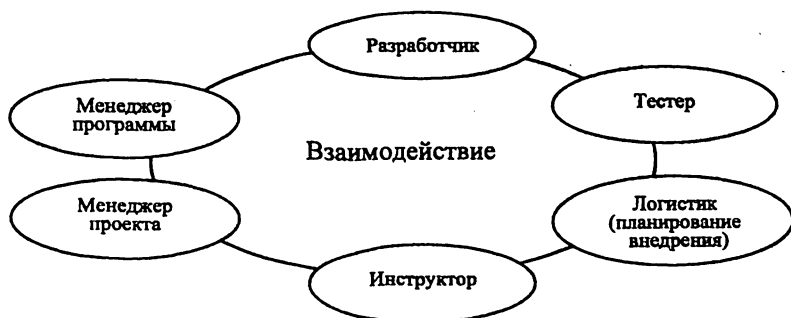 Разработчик
Менеджер
программы
Тестер
Взаимодействие
Менеджер
проекта
Логистик
(планирование
внедрения)
Инструктор